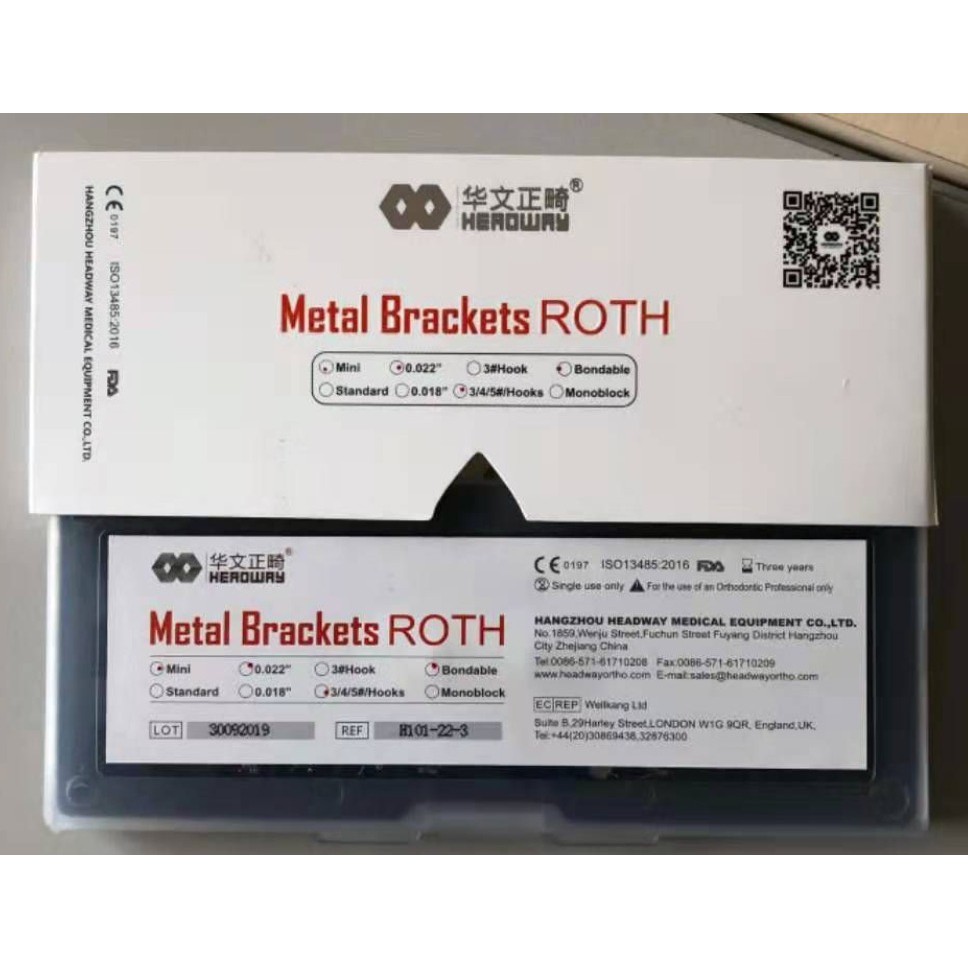 华文正畸®
HEADWAY
CE 0197 ISO13485:2016 FDA
HANGZHOU HEADWAY MEDICAL EQUIPMENT CO.,LTD.
Metal Brackets ROTH
Mini 0.022" 3#Hook Bondable
Standard 0.018" 3/4/5#/Hooks Monoblock
华文正畸®
HEADWAY
Metal Brackets ROTH
Mini 0.022" 3#Hook Bondable
Standard 0.018" 3/4/5#/Hooks Monoblock
LOT 30092019 REF H101-22-3
CE 0197 ISO13485:2016 FDA Three years
Single use only For the use of an Orthodontic Professional only
HANGZHOU HEADWAY MEDICAL EQUIPMENT CO.,LTD.
No.1859,Wenju Street,Fuchun Street Fuyang District Hangzhou
City Zhejiang China
Tel:0086-571-61710208 Fax:0086-571-61710209
www.headwayortho.com E-mail:sales@headwayortho.com
EC REP Weilkang Ltd
Suite B,29Harley Street,LONDON W1G 9QR, England,UK,
Tel:+44(20)30869438,32876300